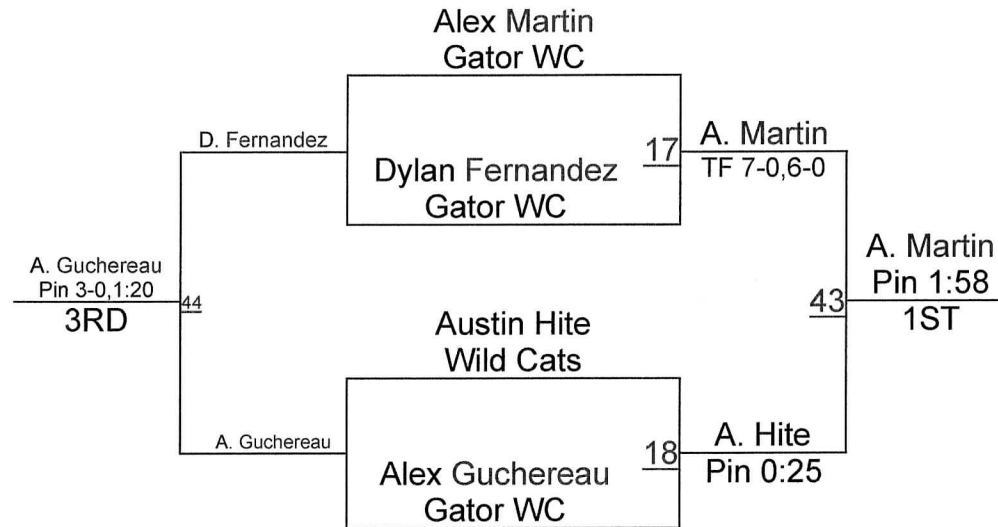 Alex Martin
Gator WC
D. Fernandez
17
A. Martin
TF 7-0,6-0
Dylan Fernandez
Gator WC
A. Guchereau
Pin 3-0,1:20
44
3RD
A. Martin
Pin 1:58
43
1ST
Austin Hite
Wild Cats
A. Guchereau
18
A. Hite
Pin 0:25
Alex Guchereau
Gator WC